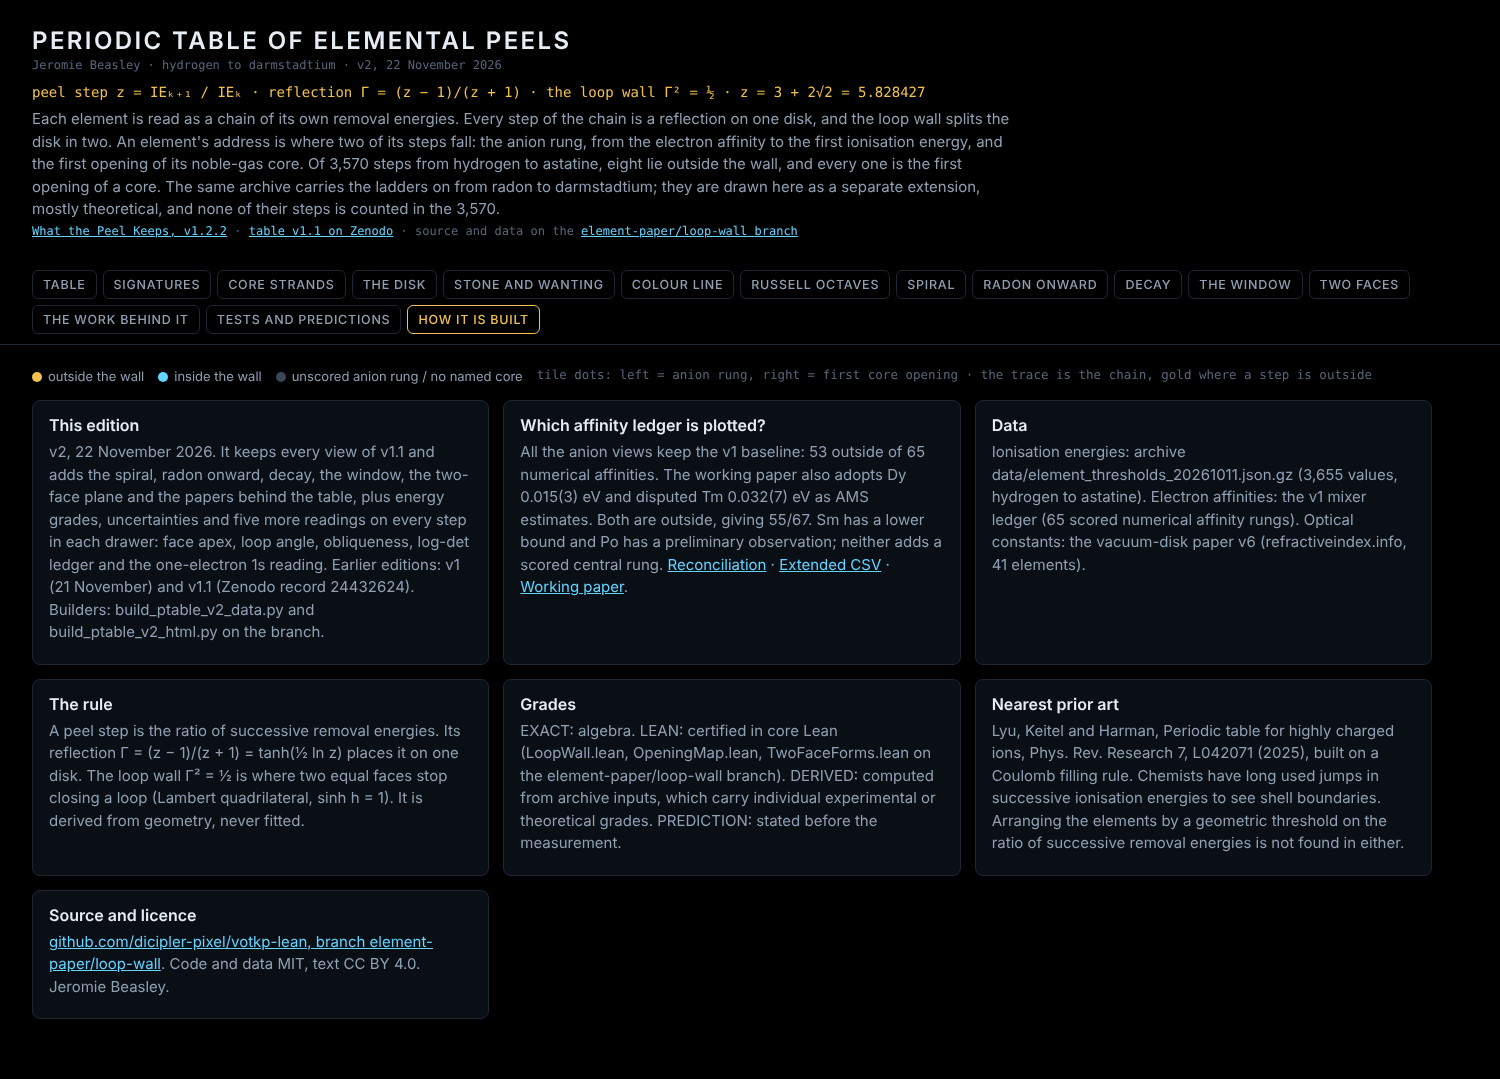 PERIODIC TABLE OF ELEMENTAL PEELS
Jeromie Beasley · hydrogen to darmstadtium · v2, 22 November 2026
peel step z = IEₖ₊₁ / IEₖ · reflection Γ = (z − 1)/(z + 1) · the loop wall Γ² = ½ · z = 3 + 2√2 = 5.828427
Each element is read as a chain of its own removal energies. Every step of the chain is a reflection on one disk, and the loop wall splits the
disk in two. An element's address is where two of its steps fall: the anion rung, from the electron affinity to the first ionisation energy, and
the first opening of its noble-gas core. Of 3,570 steps from hydrogen to astatine, eight lie outside the wall, and every one is the first
opening of a core. The same archive carries the ladders on from radon to darmstadtium; they are drawn here as a separate extension,
mostly theoretical, and none of their steps is counted in the 3,570.
What the Peel Keeps, v1.2.2 · table v1.1 on Zenodo · source and data on the element-paper/loop-wall branch
TABLE
SIGNATURES
CORE STRANDS
THE DISK
STONE AND WANTING
COLOUR LINE
RUSSELL OCTAVES
SPIRAL
RADON ONWARD
DECAY
THE WINDOW
TWO FACES
THE WORK BEHIND IT
TESTS AND PREDICTIONS
HOW IT IS BUILT
outside the wall
inside the wall
unscored anion rung / no named core
tile dots: left = anion rung, right = first core opening · the trace is the chain, gold where a step is outside
This edition
v2, 22 November 2026. It keeps every view of v1.1 and
adds the spiral, radon onward, decay, the window, the two-
face plane and the papers behind the table, plus energy
grades, uncertainties and five more readings on every step
in each drawer: face apex, loop angle, obliqueness, log-det
ledger and the one-electron 1s reading. Earlier editions: v1
(21 November) and v1.1 (Zenodo record 24432624).
Builders: build_ptable_v2_data.py and
build_ptable_v2_html.py on the branch.
Which affinity ledger is plotted?
All the anion views keep the v1 baseline: 53 outside of 65
numerical affinities. The working paper also adopts Dy
0.015(3) eV and disputed Tm 0.032(7) eV as AMS
estimates. Both are outside, giving 55/67. Sm has a lower
bound and Po has a preliminary observation; neither adds a
scored central rung. Reconciliation · Extended CSV ·
Working paper.
Data
Ionisation energies: archive
data/element_thresholds_20261011.json.gz (3,655 values,
hydrogen to astatine). Electron affinities: the v1 mixer
ledger (65 scored numerical affinity rungs). Optical
constants: the vacuum-disk paper v6 (refractiveindex.info,
41 elements).
The rule
A peel step is the ratio of successive removal energies. Its
reflection Γ = (z − 1)/(z + 1) = tanh(½ ln z) places it on one
disk. The loop wall Γ² = ½ is where two equal faces stop
closing a loop (Lambert quadrilateral, sinh h = 1). It is
derived from geometry, never fitted.
Grades
EXACT: algebra. LEAN: certified in core Lean
(LoopWall.lean, OpeningMap.lean, TwoFaceForms.lean on
the element-paper/loop-wall branch). DERIVED: computed
from archive inputs, which carry individual experimental or
theoretical grades. PREDICTION: stated before the
measurement.
Nearest prior art
Lyu, Keitel and Harman, Periodic table for highly charged
ions, Phys. Rev. Research 7, L042071 (2025), built on a
Coulomb filling rule. Chemists have long used jumps in
successive ionisation energies to see shell boundaries.
Arranging the elements by a geometric threshold on the
ratio of successive removal energies is not found in either.
Source and licence
github.com/dicipler-pixel/votkp-lean, branch element-
paper/loop-wall. Code and data MIT, text CC BY 4.0.
Jeromie Beasley.